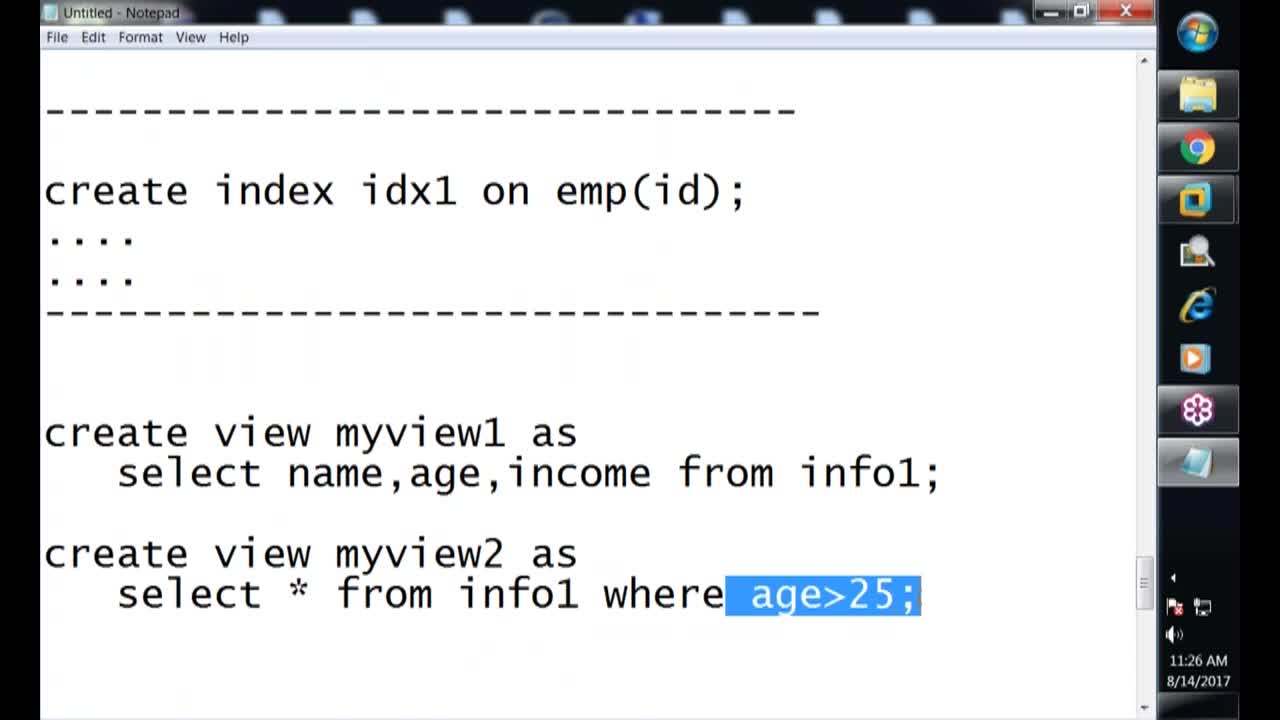 Untitled - Notepad
File Edit Format View Help
-------------------------------
create index idx1 on emp(id);
....
....
--------------------------------
create view myview1 as
   select name,age,income from info1;
create view myview2 as
   select * from info1 where age>25;
11:26 AM
8/14/2017